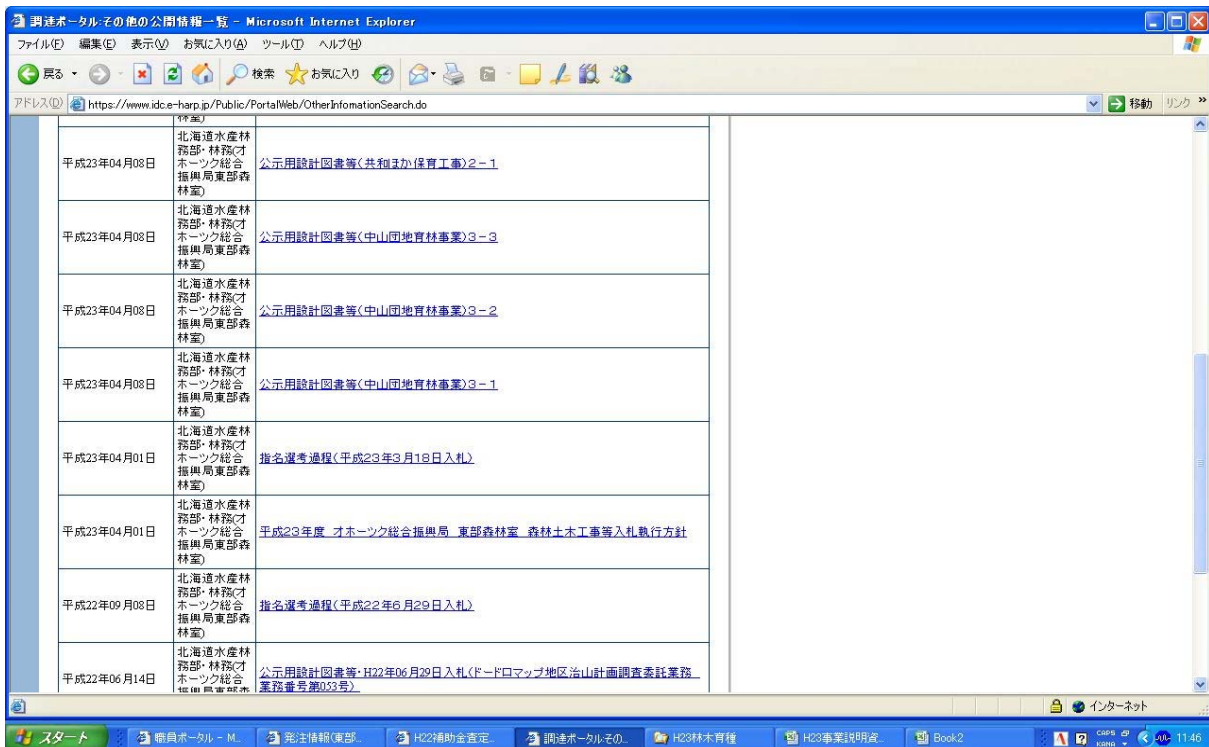 調達ポータル:その他の公開情報一覧 - Microsoft Internet Explorer
ファイル(F) 編集(E) 表示(V) お気に入り(A) ツール(T) ヘルプ(H)
戻る 検索 お気に入り
アドレス(D) https://www.idc.e-harp.jp/Public/PortalWeb/OtherInfomationSearch.do 移動 リンク »
林室)
平成23年04月08日
北海道水産林
務部・林務(オ
ホーツク総合
振興局東部森
林室)
公示用設計図書等(共和ほか保育工事)2-1
平成23年04月08日
北海道水産林
務部・林務(オ
ホーツク総合
振興局東部森
林室)
公示用設計図書等(中山団地育林事業)3-3
平成23年04月08日
北海道水産林
務部・林務(オ
ホーツク総合
振興局東部森
林室)
公示用設計図書等(中山団地育林事業)3-2
平成23年04月08日
北海道水産林
務部・林務(オ
ホーツク総合
振興局東部森
林室)
公示用設計図書等(中山団地育林事業)3-1
平成23年04月01日
北海道水産林
務部・林務(オ
ホーツク総合
振興局東部森
林室)
指名選考過程(平成23年3月18日入札)
平成23年04月01日
北海道水産林
務部・林務(オ
ホーツク総合
振興局東部森
林室)
平成23年度 オホーツク総合振興局 東部森林室 森林土木工事等入札執行方針
平成22年09月08日
北海道水産林
務部・林務(オ
ホーツク総合
振興局東部森
林室)
指名選考過程(平成22年6月29日入札)
平成22年06月14日
北海道水産林
務部・林務(オ
ホーツク総合
振興局東部森
公示用設計図書等・H22年06月29日入札(ドードロマップ地区治山計画調査委託業務
業務番号第053号)
インターネット
スタート 職員ポータル - M... 発注情報(東部... H22補助金査定... 調達ポータル:その... H23林木育種 H23事業説明資... Book2 A CAPS KANA 11:46